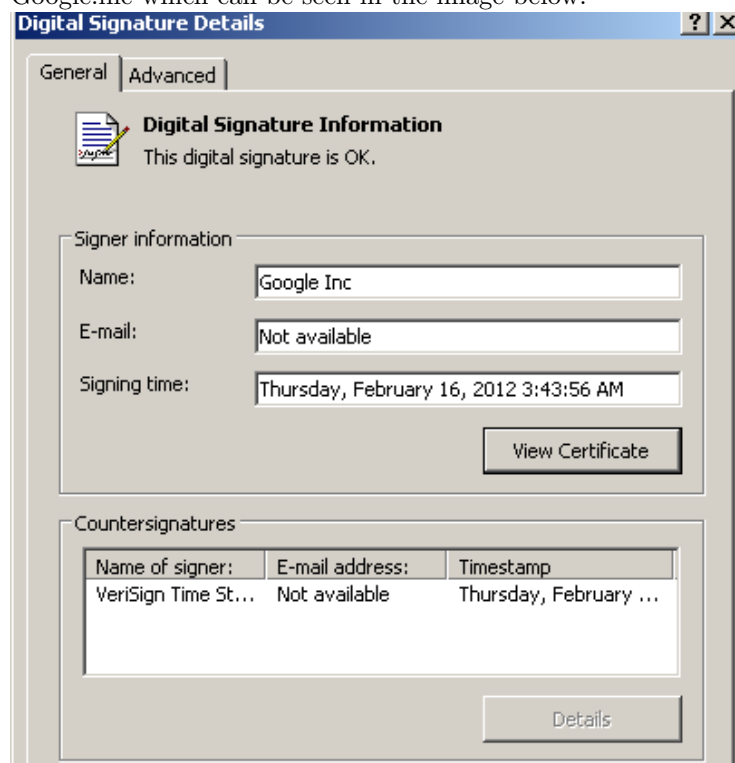 Google.inc which can be seen in the image below:
Digital Signature Details
General
Advanced
Digital Signature Information
This digital signature is OK.
Signer information
Name:
Google Inc
E-mail:
Not available
Signing time:
Thursday, February 16, 2012 3:43:56 AM
View Certificate
Countersignatures
Name of signer: E-mail address: Timestamp
VeriSign Time St... Not available Thursday, February ...
Details